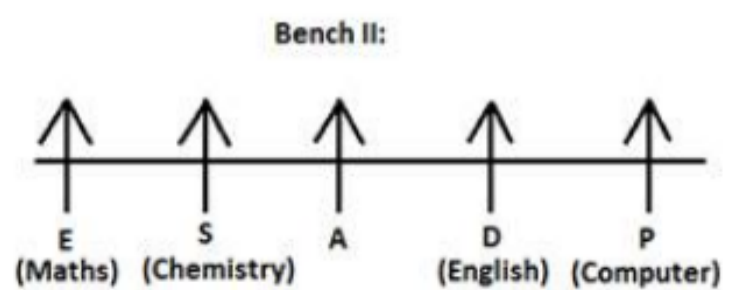 Bench II:
E S A D P
(Maths) (Chemistry) (English) (Computer)